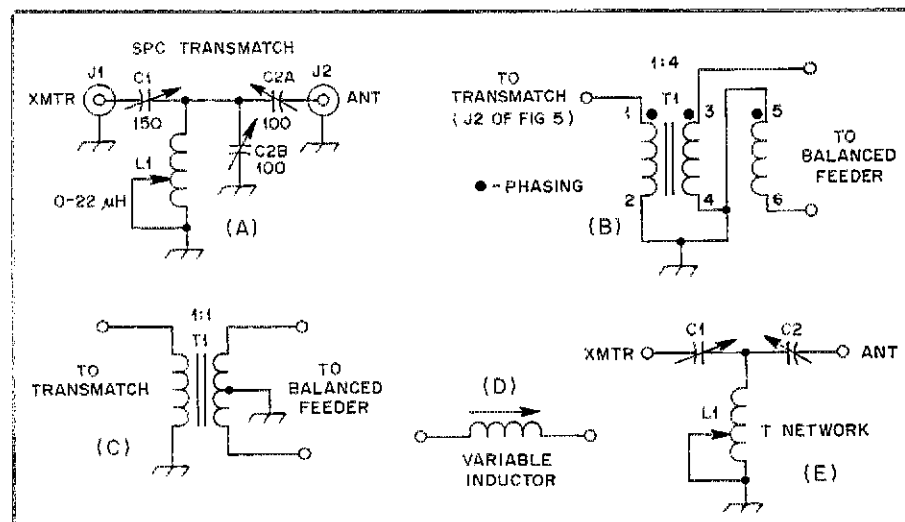 SPC TRANSMATCH
J1
C1
C2A
J2
XMTR
ANT
150
100
C2B
100
L1
0-22 µH
(A)
1:4
TO
TRANSMATCH
(J2 OF FIG 5)
1
T1
3
5
●-PHASING
2
4
6
TO
BALANCED
FEEDER
(B)
1:1
T1
TO
TRANSMATCH
TO
BALANCED
FEEDER
(C)
(D)
VARIABLE
INDUCTOR
C1
C2
XMTR
ANT
L1
T NETWORK
(E)